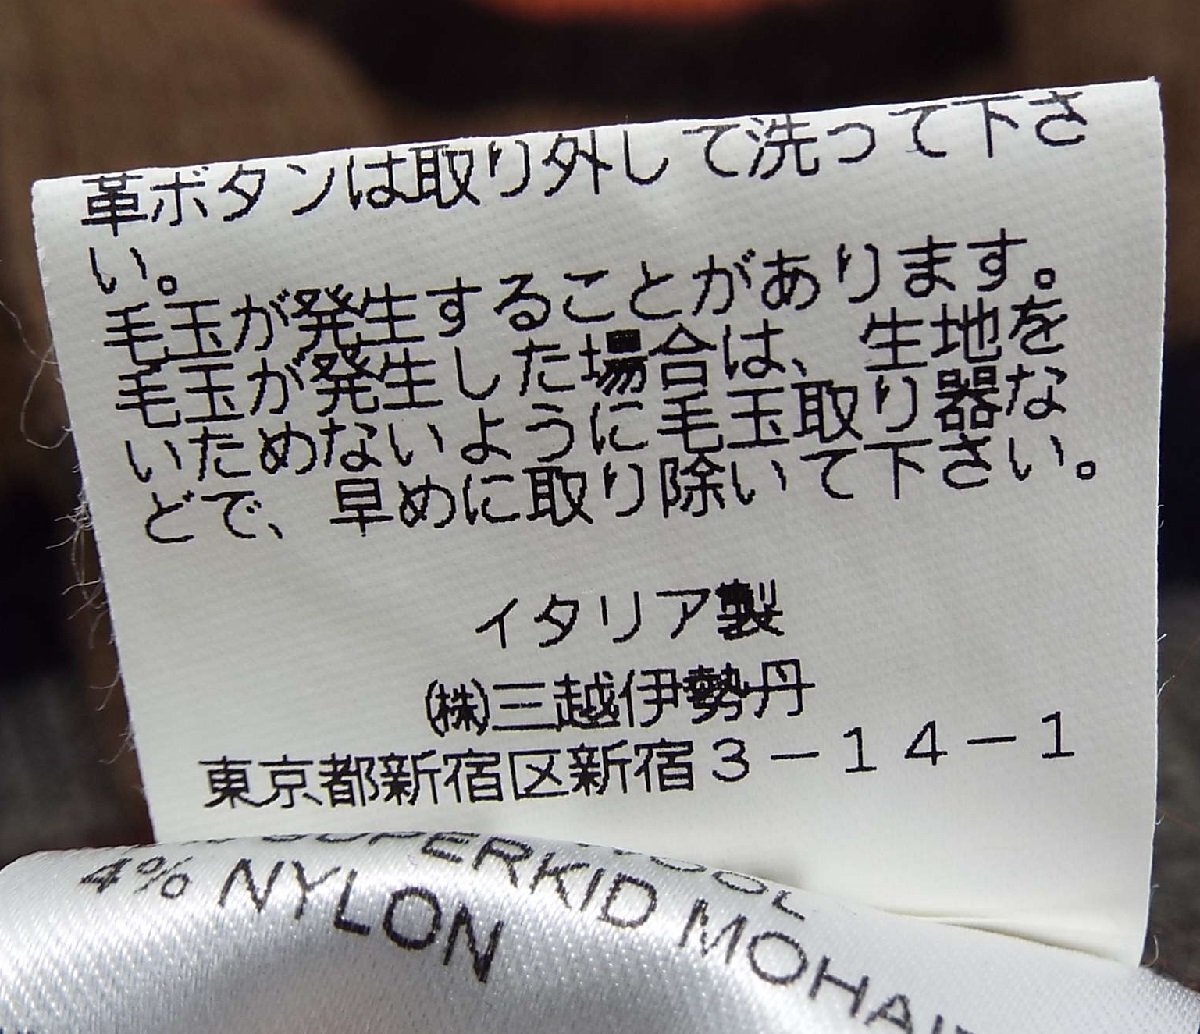 革ボタンは取り外して洗って下さ
い。
毛玉が発生することがあります。
毛玉が発生した場合は、生地を
いためないように毛玉取り器な
どで、早めに取り除いて下さい。
イタリア製
㈱三越伊勢丹
東京都新宿区新宿3-14-1
SUPERKID MOHAI
4% NYLON